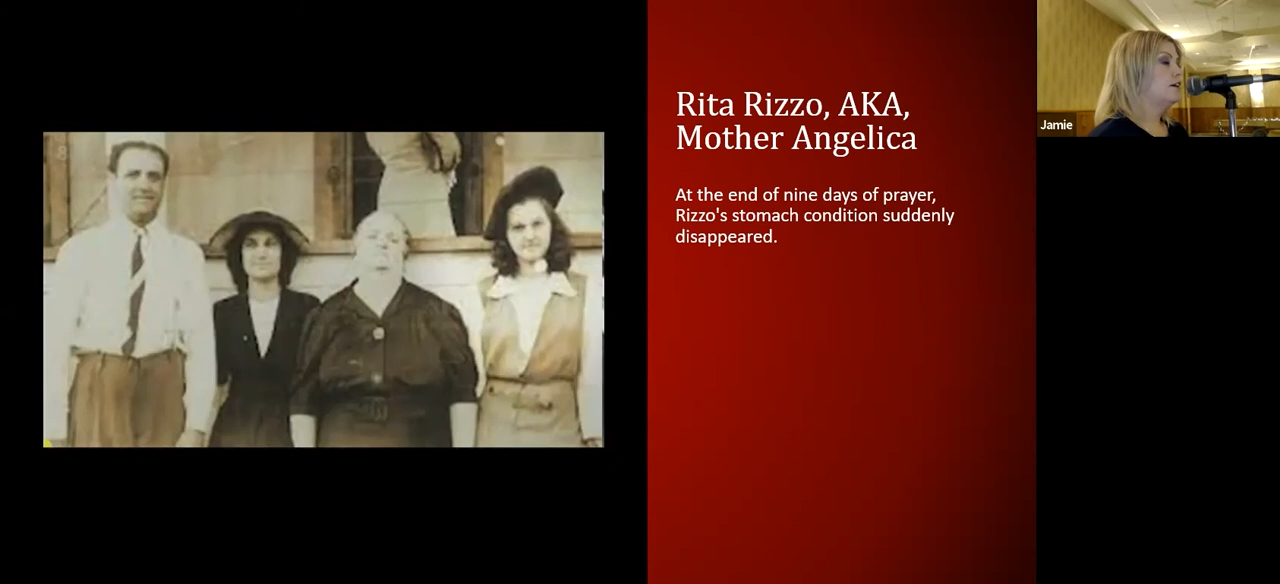 Rita Rizzo, AKA,
Mother Angelica
At the end of nine days of prayer,
Rizzo's stomach condition suddenly
disappeared.
Jamie